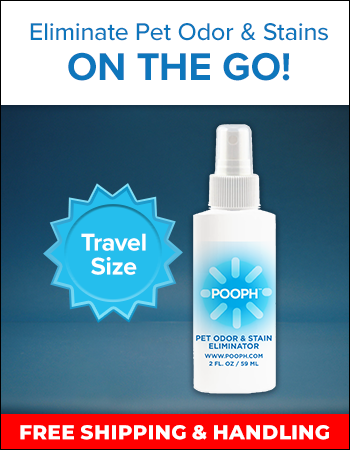 Eliminate Pet Odor & Stains
ON THE GO!
Travel
Size
POOPH™
PET ODOR & STAIN
ELIMINATOR
WWW.POOPH.COM
2 FL. OZ / 59 ML
FREE SHIPPING & HANDLING